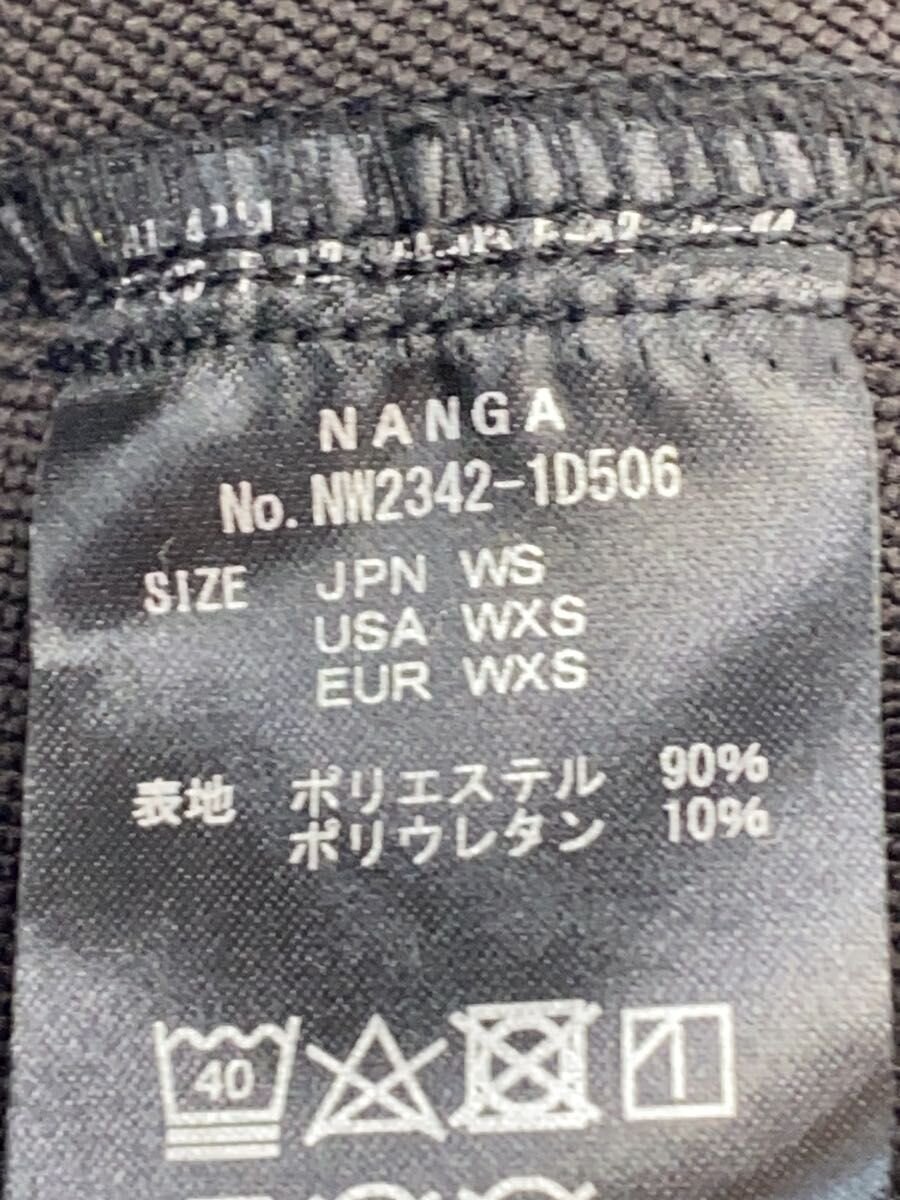 NANGA
No. NW2342-1D506
SIZE JPN WS
USA WXS
EUR WXS
表地 ポリエステル 90%
ポリウレタン 10%
40